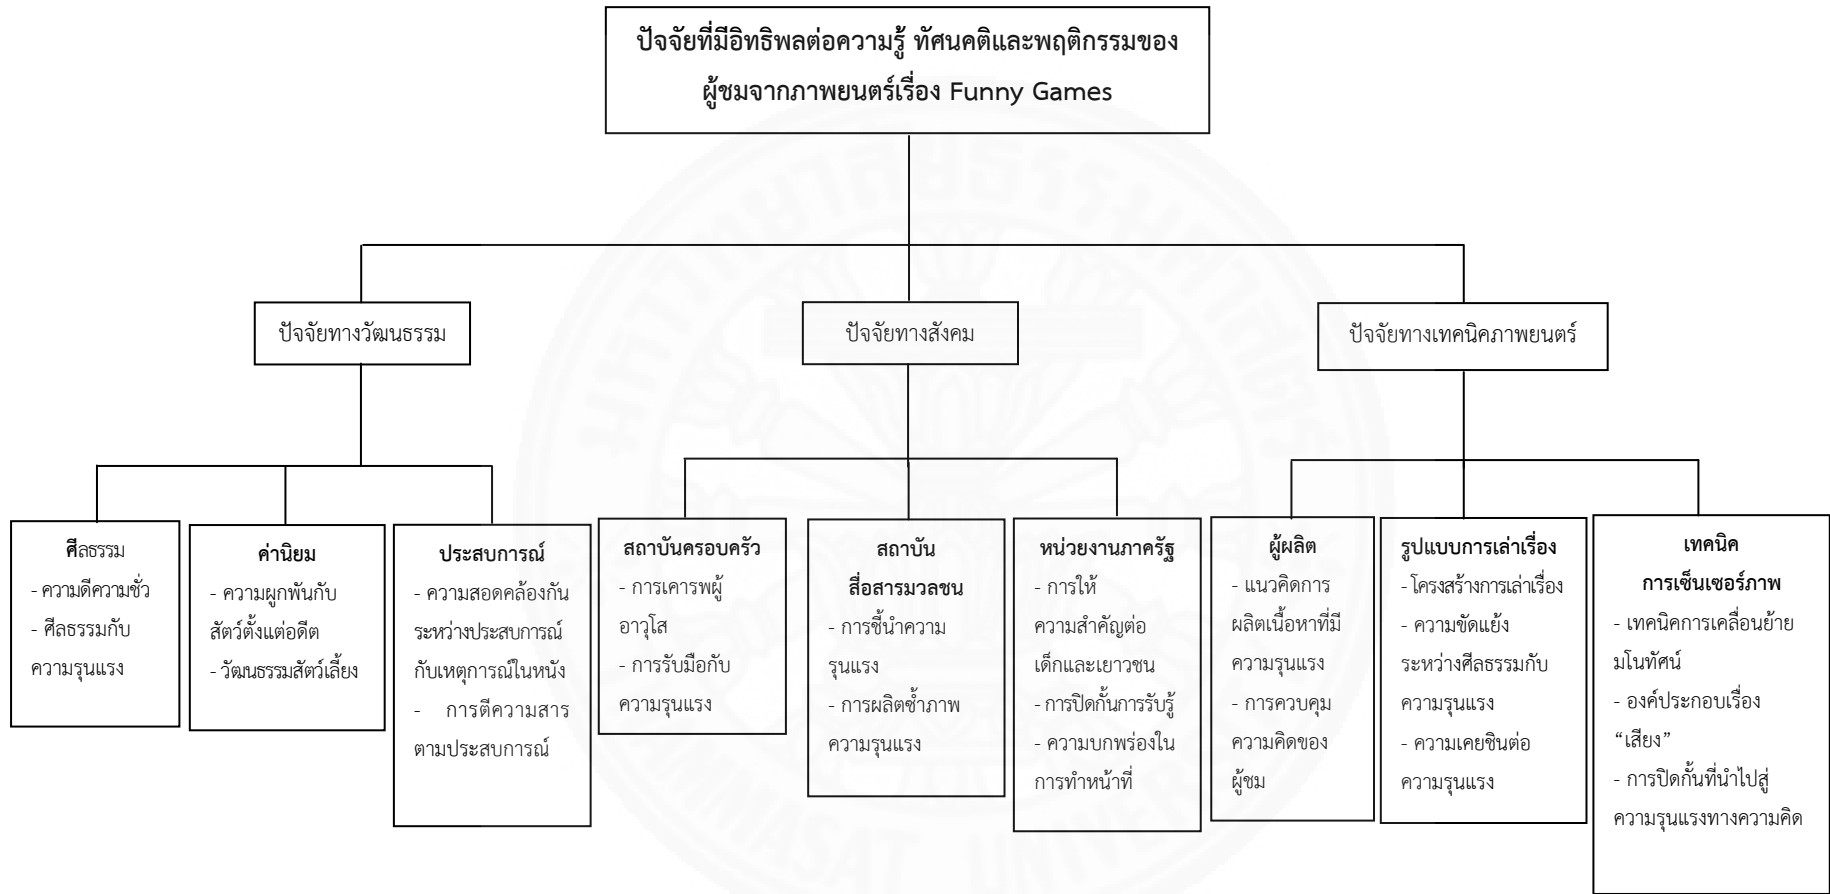 ปัจจัยที่มีอิทธิพลต่อความรู้ ทัศนคติและพฤติกรรมของ
ผู้ชมจากภาพยนตร์เรื่อง Funny Games
ปัจจัยทางวัฒนธรรม
ปัจจัยทางสังคม
ปัจจัยทางเทคนิคภาพยนตร์
ศีลธรรม
- ความดีความชั่ว
- ศีลธรรมกับ
ความรุนแรง
ค่านิยม
- ความผูกพันกับ
สัตว์ตั้งแต่อดีต
- วัฒนธรรมสัตว์เลี้ยง
ประสบการณ์
- ความสอดคล้องกัน
ระหว่างประสบการณ์
กับเหตุการณ์ในหนัง
- การตีความสาร
ตามประสบการณ์
สถาบันครอบครัว
- การเคารพผู้
อาวุโส
- การรับมือกับ
ความรุนแรง
สถาบัน
สื่อสารมวลชน
- การชี้นำความ
รุนแรง
- การผลิตซ้ำภาพ
ความรุนแรง
หน่วยงานภาครัฐ
- การให้
ความสำคัญต่อ
เด็กและเยาวชน
- การปิดกั้นการรับรู้
- ความบกพร่องใน
การทำหน้าที่
ผู้ผลิต
- แนวคิดการ
ผลิตเนื้อหาที่มี
ความรุนแรง
- การควบคุม
ความคิดของ
ผู้ชม
รูปแบบการเล่าเรื่อง
- โครงสร้างการเล่าเรื่อง
- ความขัดแย้ง
ระหว่างศีลธรรมกับ
ความรุนแรง
- ความเคยชินต่อ
ความรุนแรง
เทคนิค
การเซ็นเซอร์ภาพ
- เทคนิคการเคลื่อนย้าย
มโนทัศน์
- องค์ประกอบเรื่อง
“เสียง”
- การปิดกั้นที่นำไปสู่
ความรุนแรงทางความคิด
มหาวิทยาลัยธรรมศาสตร์
THAMMASAT UNIVERSITY